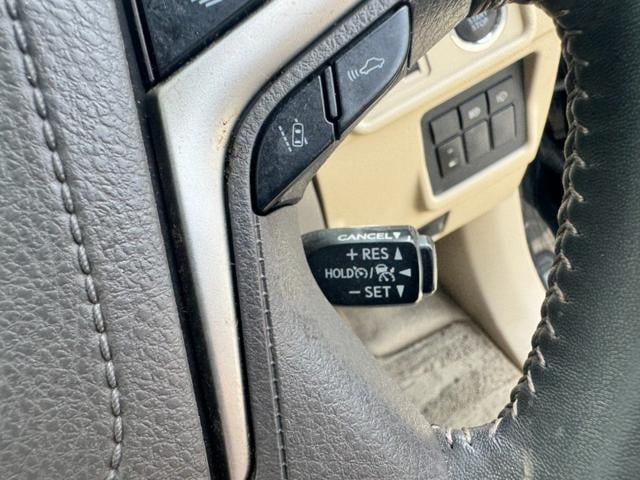 CANCEL▼
+ RES ▲
HOLD / ◄
− SET ▼